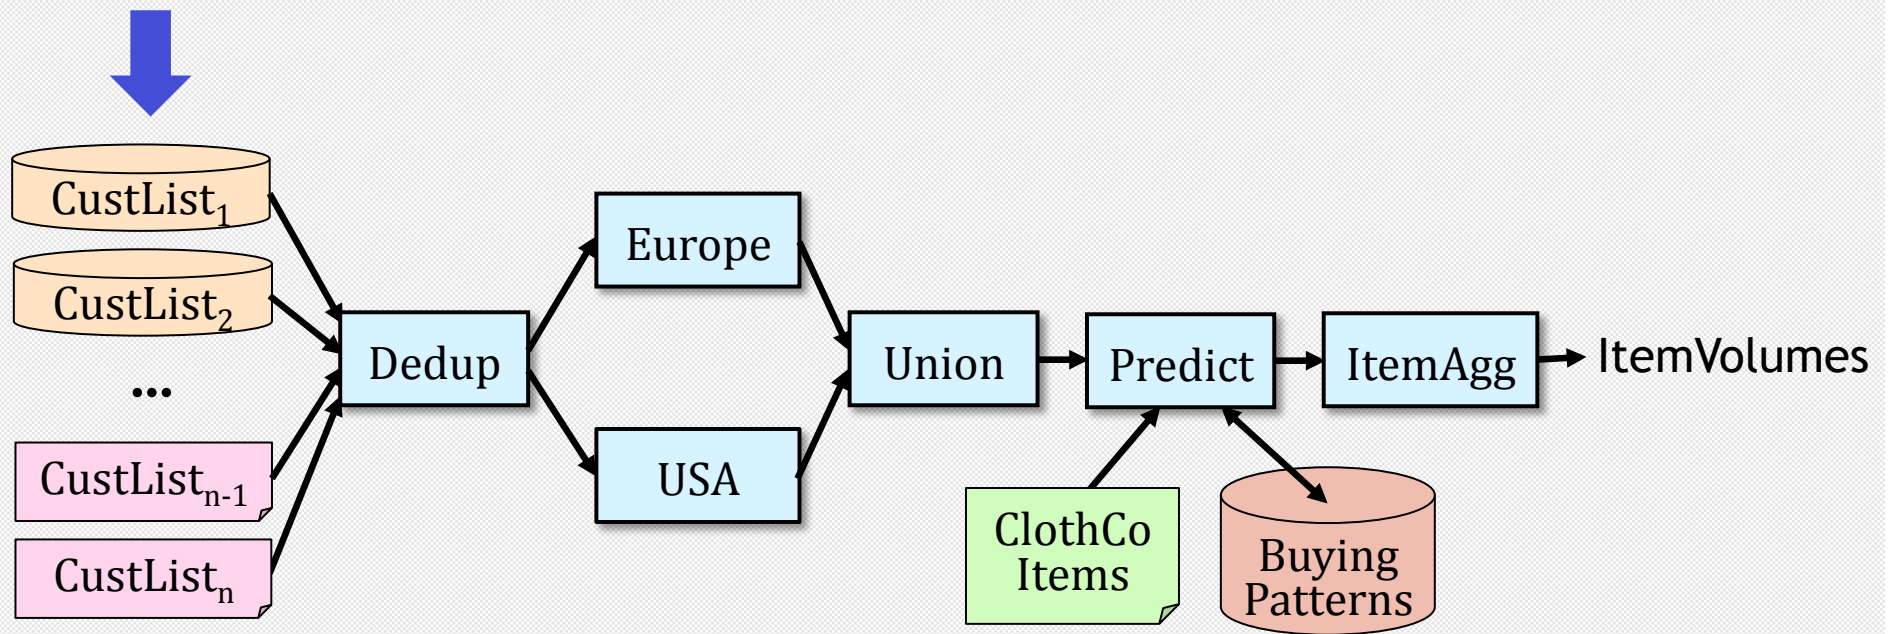 CustList₁
CustList₂
...
CustListₙ₋₁
CustListₙ
Dedup
Europe
USA
Union
Predict
ItemAgg
ItemVolumes
ClothCo
Items
Buying
Patterns